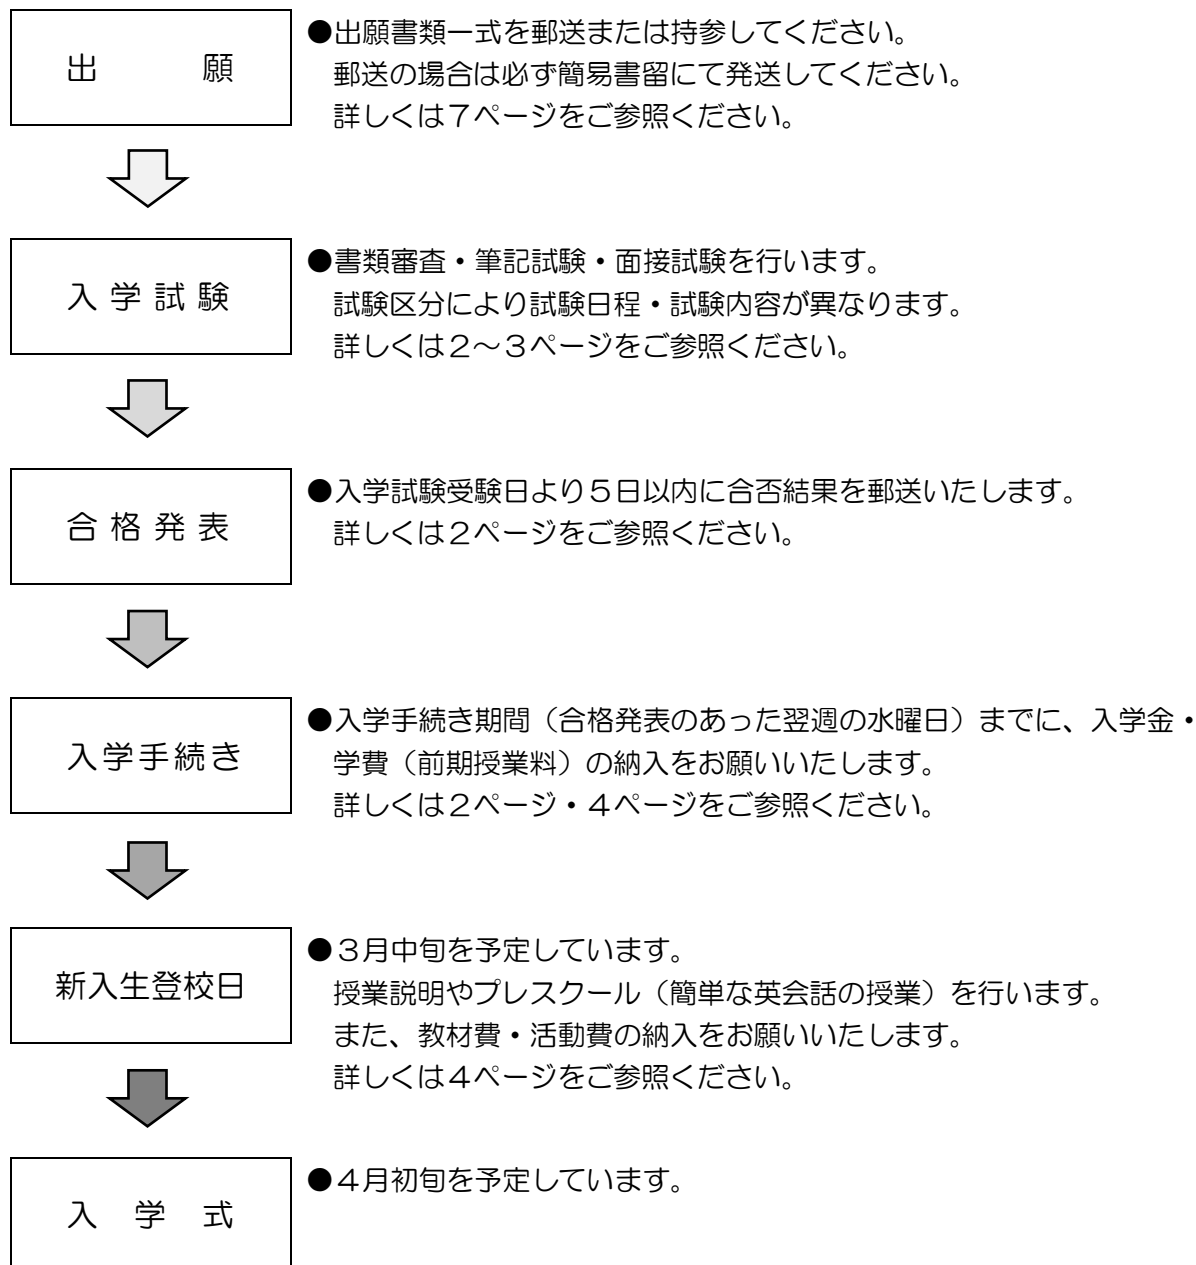 出　　願
●出願書類一式を郵送または持参してください。
郵送の場合は必ず簡易書留にて発送してください。
詳しくは７ページをご参照ください。
入 学 試 験
●書類審査・筆記試験・面接試験を行います。
試験区分により試験日程・試験内容が異なります。
詳しくは２～３ページをご参照ください。
合 格 発 表
●入学試験受験日より５日以内に合否結果を郵送いたします。
詳しくは２ページをご参照ください。
入学手続き
●入学手続き期間（合格発表のあった翌週の水曜日）までに、入学金・
学費（前期授業料）の納入をお願いいたします。
詳しくは２ページ・４ページをご参照ください。
新入生登校日
●３月中旬を予定しています。
授業説明やプレスクール（簡単な英会話の授業）を行います。
また、教材費・活動費の納入をお願いいたします。
詳しくは４ページをご参照ください。
入　学　式
●４月初旬を予定しています。